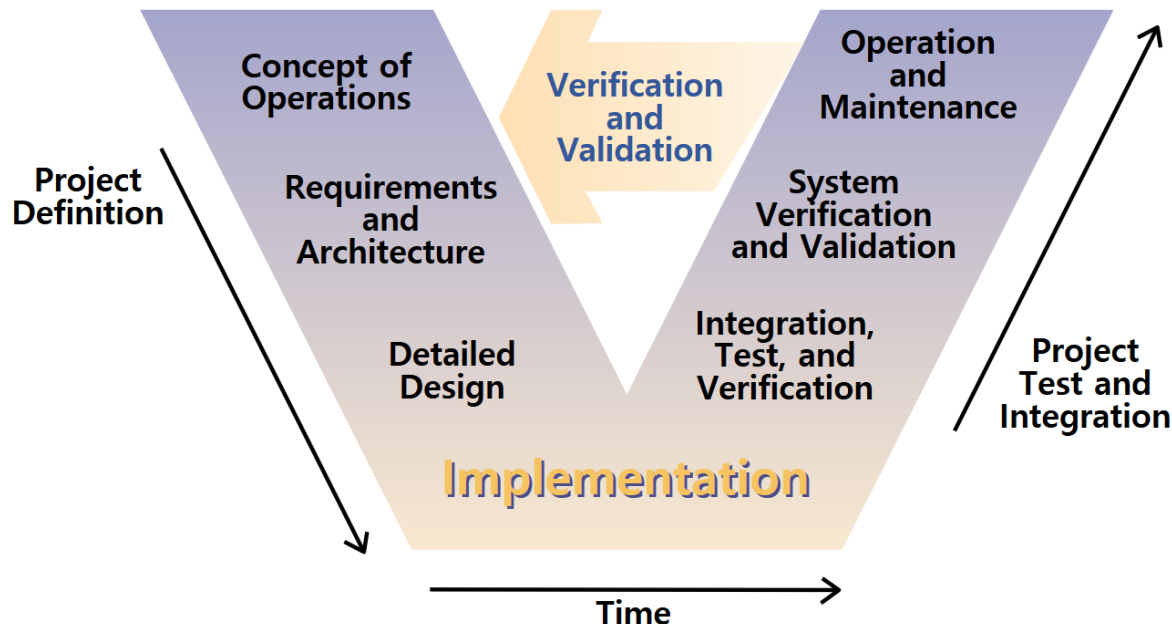 Concept of
Operations
Verification
and
Validation
Operation
and
Maintenance
Project
Definition
Requirements
and
Architecture
System
Verification
and Validation
Detailed
Design
Integration,
Test, and
Verification
Project
Test and
Integration
Implementation
Time